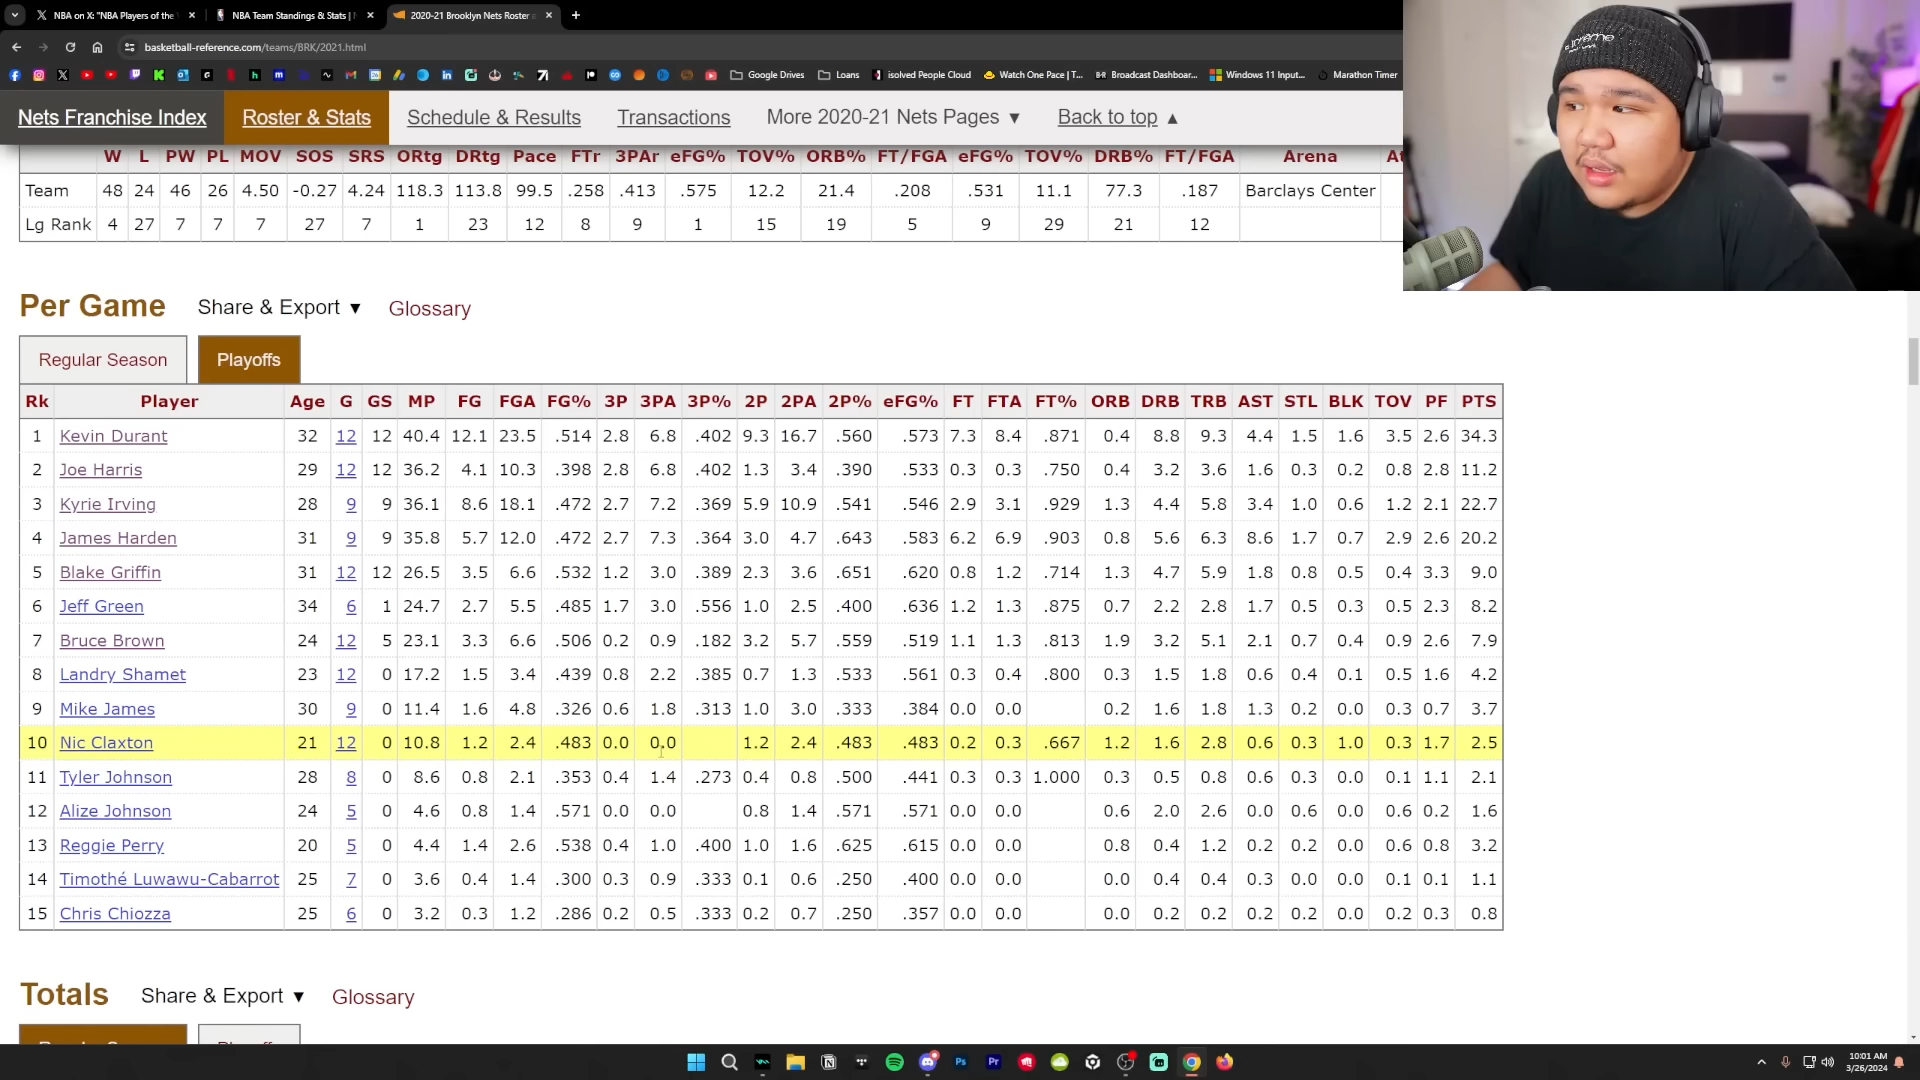 NBA on X: "NBA Players of the
NBA Team Standings & Stats |
2020-21 Brooklyn Nets Roster
basketball-reference.com/teams/BRK/2021.html
Google Drives Loans isolved People Cloud Watch One Pace | T... Broadcast Dashboar... Windows 11 Input... Marathon Timer
Nets Franchise Index Roster & Stats Schedule & Results Transactions More 2020-21 Nets Pages ▼ Back to top ▲
W L PW PL MOV SOS SRS ORtg DRtg Pace FTr 3PAr eFG% TOV% ORB% FT/FGA eFG% TOV% DRB% FT/FGA Arena
Team 48 24 46 26 4.50 -0.27 4.24 118.3 113.8 99.5 .258 .413 .575 12.2 21.4 .208 .531 11.1 77.3 .187 Barclays Center
Lg Rank 4 27 7 7 7 27 7 1 23 12 8 9 1 15 19 5 9 29 21 12
Per Game Share & Export ▼ Glossary
Regular Season Playoffs
Rk Player Age G GS MP FG FGA FG% 3P 3PA 3P% 2P 2PA 2P% eFG% FT FTA FT% ORB DRB TRB AST STL BLK TOV PF PTS
1 Kevin Durant 32 12 12 40.4 12.1 23.5 .514 2.8 6.8 .402 9.3 16.7 .560 .573 7.3 8.4 .871 0.4 8.8 9.3 4.4 1.5 1.6 3.5 2.6 34.3
2 Joe Harris 29 12 12 36.2 4.1 10.3 .398 2.8 6.8 .402 1.3 3.4 .390 .533 0.3 0.3 .750 0.4 3.2 3.6 1.6 0.3 0.2 0.8 2.8 11.2
3 Kyrie Irving 28 9 9 36.1 8.6 18.1 .472 2.7 7.2 .369 5.9 10.9 .541 .546 2.9 3.1 .929 1.3 4.4 5.8 3.4 1.0 0.6 1.2 2.1 22.7
4 James Harden 31 9 9 35.8 5.7 12.0 .472 2.7 7.3 .364 3.0 4.7 .643 .583 6.2 6.9 .903 0.8 5.6 6.3 8.6 1.7 0.7 2.9 2.6 20.2
5 Blake Griffin 31 12 12 26.5 3.5 6.6 .532 1.2 3.0 .389 2.3 3.6 .651 .620 0.8 1.2 .714 1.3 4.7 5.9 1.8 0.8 0.5 0.4 3.3 9.0
6 Jeff Green 34 6 1 24.7 2.7 5.5 .485 1.7 3.0 .556 1.0 2.5 .400 .636 1.2 1.3 .875 0.7 2.2 2.8 1.7 0.5 0.3 0.5 2.3 8.2
7 Bruce Brown 24 12 5 23.1 3.3 6.6 .506 0.2 0.9 .182 3.2 5.7 .559 .519 1.1 1.3 .813 1.9 3.2 5.1 2.1 0.7 0.4 0.9 2.6 7.9
8 Landry Shamet 23 12 0 17.2 1.5 3.4 .439 0.8 2.2 .385 0.7 1.3 .533 .561 0.3 0.4 .800 0.3 1.5 1.8 0.6 0.4 0.1 0.5 1.6 4.2
9 Mike James 30 9 0 11.4 1.6 4.8 .326 0.6 1.8 .313 1.0 3.0 .333 .384 0.0 0.0 0.2 1.6 1.8 1.3 0.2 0.0 0.3 0.7 3.7
10 Nic Claxton 21 12 0 10.8 1.2 2.4 .483 0.0 0.0 1.2 2.4 .483 .483 0.2 0.3 .667 1.2 1.6 2.8 0.6 0.3 1.0 0.3 1.7 2.5
11 Tyler Johnson 28 8 0 8.6 0.8 2.1 .353 0.4 1.4 .273 0.4 0.8 .500 .441 0.3 0.3 1.000 0.3 0.5 0.8 0.6 0.3 0.0 0.1 1.1 2.1
12 Alize Johnson 24 5 0 4.6 0.8 1.4 .571 0.0 0.0 0.8 1.4 .571 .571 0.0 0.0 0.6 2.0 2.6 0.0 0.6 0.0 0.6 0.2 1.6
13 Reggie Perry 20 5 0 4.4 1.4 2.6 .538 0.4 1.0 .400 1.0 1.6 .625 .615 0.0 0.0 0.8 0.4 1.2 0.2 0.2 0.0 0.6 0.8 3.2
14 Timothé Luwawu-Cabarrot 25 7 0 3.6 0.4 1.4 .300 0.3 0.9 .333 0.1 0.6 .250 .400 0.0 0.0 0.0 0.4 0.4 0.3 0.0 0.0 0.1 0.1 1.1
15 Chris Chiozza 25 6 0 3.2 0.3 1.2 .286 0.2 0.5 .333 0.2 0.7 .250 .357 0.0 0.0 0.0 0.2 0.2 0.2 0.2 0.0 0.2 0.3 0.8
Totals Share & Export ▼ Glossary
10:01 AM
3/26/2024